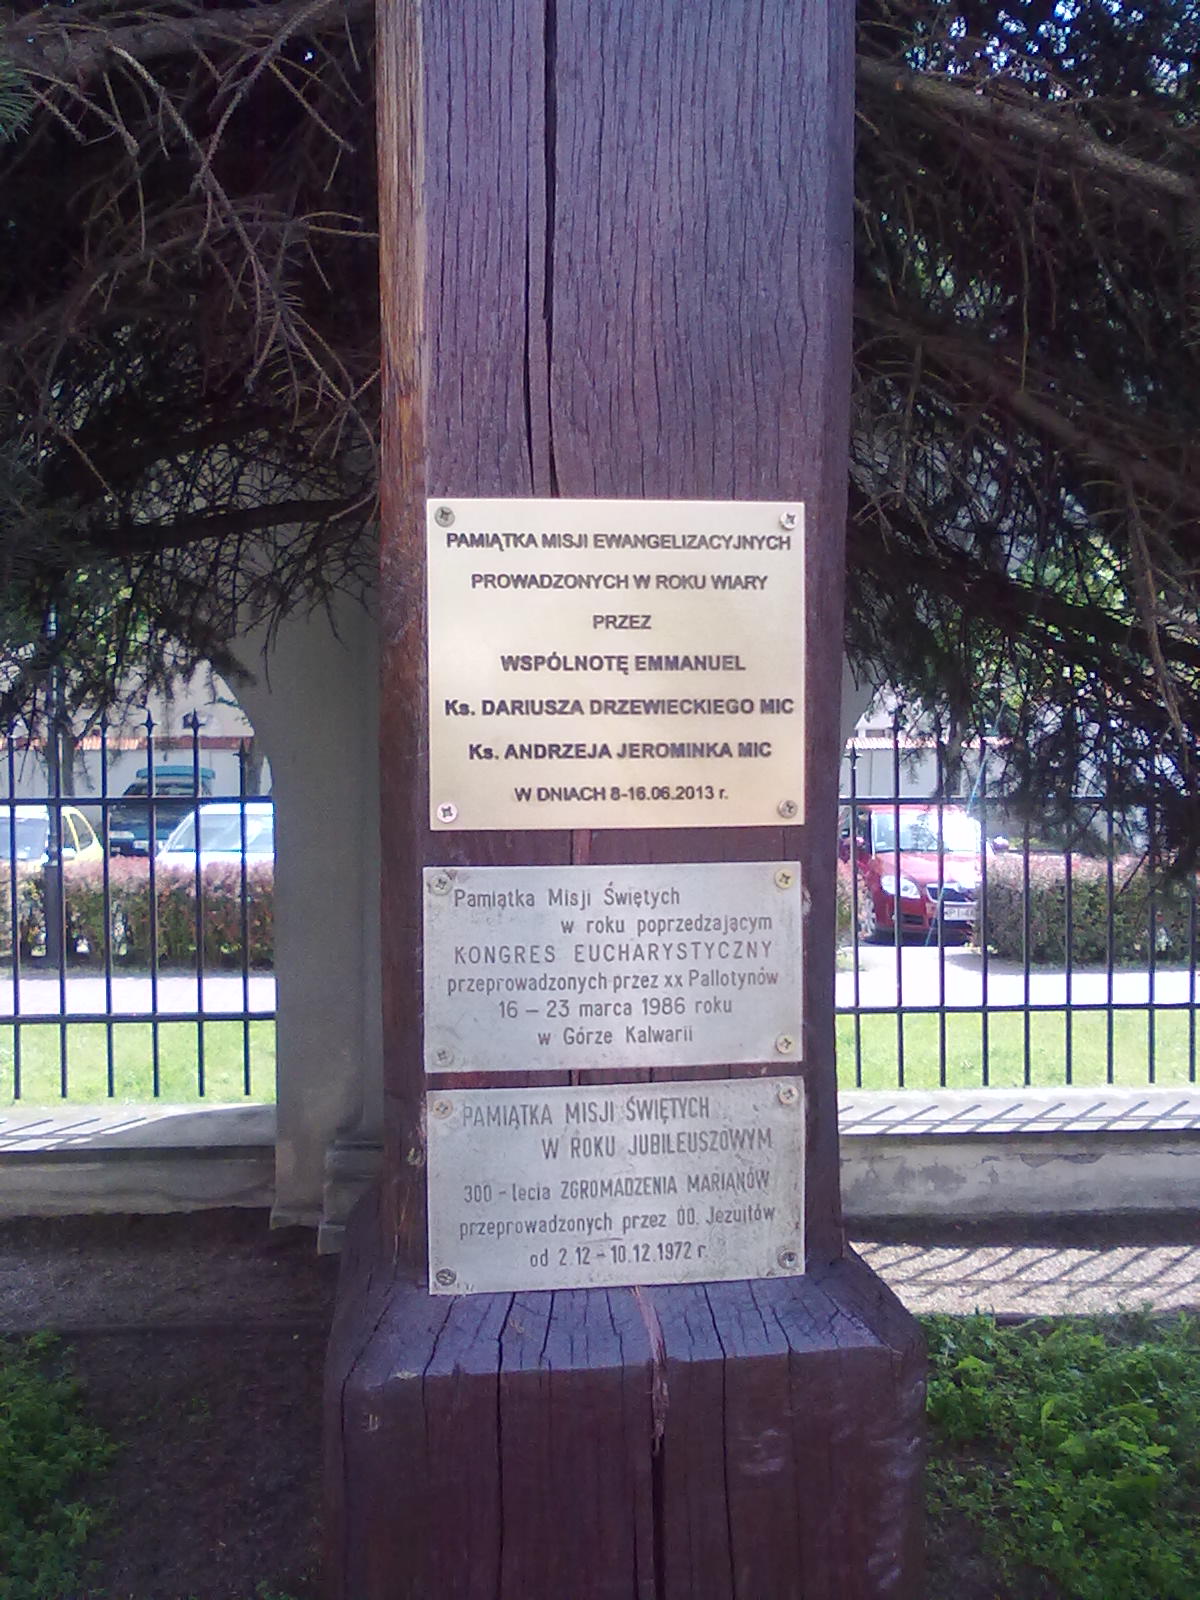 PAMIĄTKA MISJI EWANGELIZACYJNYCH
PROWADZONYCH W ROKU WIARY
PRZEZ
WSPÓLNOTĘ EMMANUEL
Ks. DARIUSZA DRZEWIECKIEGO MIC
Ks. ANDRZEJA JEROMINKA MIC
W DNIACH 8-16.06.2013 r.
Pamiątka Misji Świętych
w roku poprzedzającym
KONGRES EUCHARYSTYCZNY
przeprowadzonych przez xx Pallotynów
16 – 23 marca 1986 roku
w Górze Kalwarii
PAMIĄTKA MISJI ŚWIĘTYCH
W ROKU JUBILEUSZOWYM
300 - lecia ZGROMADZENIA MARIANÓW
przeprowadzonych przez OO. Jezuitów
od 2.12 – 10.12.1972 r.